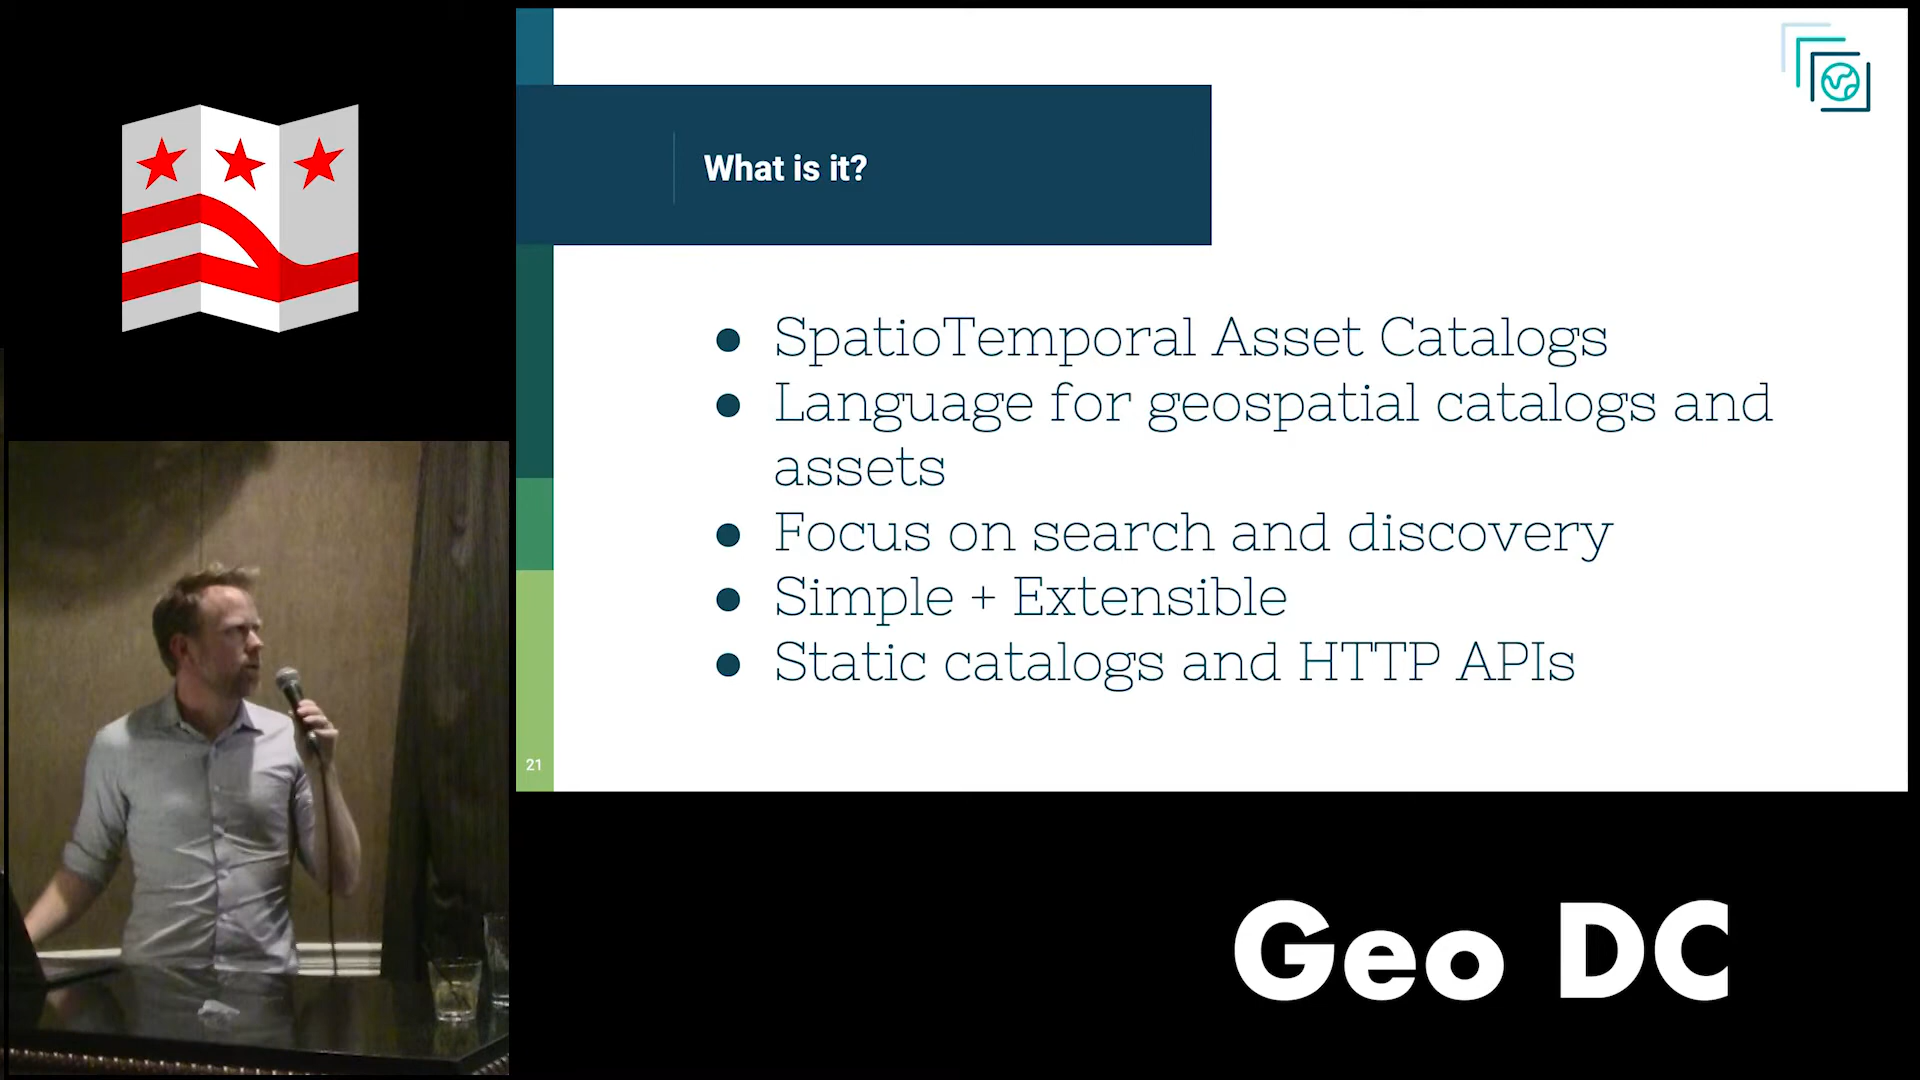 What is it?
● SpatioTemporal Asset Catalogs
● Language for geospatial catalogs and
assets
● Focus on search and discovery
● Simple + Extensible
● Static catalogs and HTTP APIs
21
Geo DC